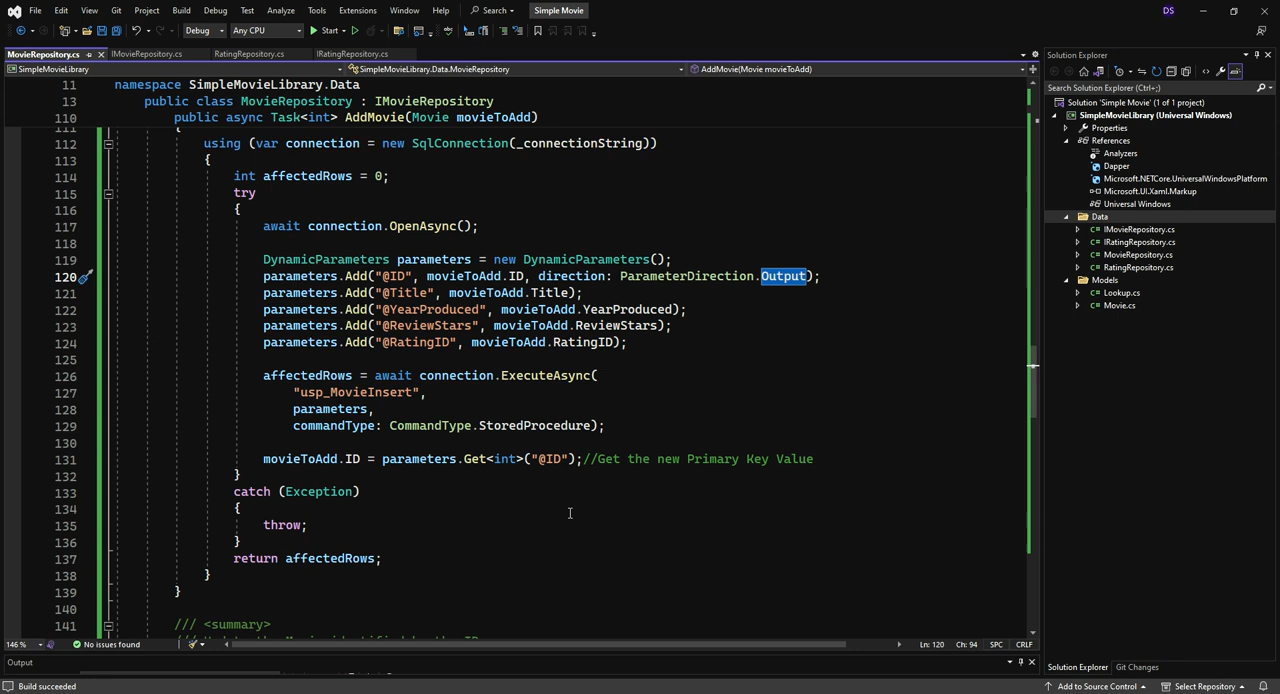 File Edit View Git Project Build Debug Test Analyze Tools Extensions Window Help Search Simple Movie DS
Debug Any CPU Start
MovieRepository.cs IMovieRepository.cs RatingRepository.cs IRatingRepository.cs
SimpleMovieLibrary SimpleMovieLibrary.Data.MovieRepository AddMovie(Movie movieToAdd)
11 namespace SimpleMovieLibrary.Data
13 public class MovieRepository : IMovieRepository
110 public async Task<int> AddMovie(Movie movieToAdd)
111 {
112 using (var connection = new SqlConnection(_connectionString))
113 {
114 int affectedRows = 0;
115 try
116 {
117 await connection.OpenAsync();
118
119 DynamicParameters parameters = new DynamicParameters();
120 parameters.Add("@ID", movieToAdd.ID, direction: ParameterDirection.Output);
121 parameters.Add("@Title", movieToAdd.Title);
122 parameters.Add("@YearProduced", movieToAdd.YearProduced);
123 parameters.Add("@ReviewStars", movieToAdd.ReviewStars);
124 parameters.Add("@RatingID", movieToAdd.RatingID);
125
126 affectedRows = await connection.ExecuteAsync(
127 "usp_MovieInsert",
128 parameters,
129 commandType: CommandType.StoredProcedure);
130
131 movieToAdd.ID = parameters.Get<int>("@ID");//Get the new Primary Key Value
132 }
133 catch (Exception)
134 {
135 throw;
136 }
137 return affectedRows;
138 }
139 }
140
141 /// <summary>
146 % No issues found Ln: 120 Ch: 94 SPC CRLF
Output
Build succeeded
Solution Explorer
Search Solution Explorer (Ctrl+;)
Solution 'Simple Movie' (1 of 1 project)
SimpleMovieLibrary (Universal Windows)
Properties
References
Analyzers
Dapper
Microsoft.NETCore.UniversalWindowsPlatform
Microsoft.UI.Xaml.Markup
Universal Windows
Data
C# IMovieRepository.cs
C# IRatingRepository.cs
C# MovieRepository.cs
C# RatingRepository.cs
Models
C# Lookup.cs
C# Movie.cs
Solution Explorer Git Changes
Add to Source Control Select Repository